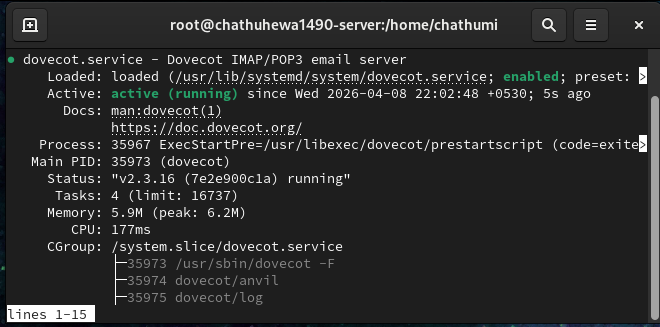 root@chathuhewa1490-server:/home/chathumi
● dovecot.service - Dovecot IMAP/POP3 email server
Loaded: loaded (/usr/lib/systemd/system/dovecot.service; enabled; preset: >
Active: active (running) since Wed 2026-04-08 22:02:48 +0530; 5s ago
Docs: man:dovecot(1)
https://doc.dovecot.org/
Process: 35967 ExecStartPre=/usr/libexec/dovecot/prestartscript (code=exite>
Main PID: 35973 (dovecot)
Status: "v2.3.16 (7e2e900c1a) running"
Tasks: 4 (limit: 16737)
Memory: 5.9M (peak: 6.2M)
CPU: 177ms
CGroup: /system.slice/dovecot.service
├─35973 /usr/sbin/dovecot -F
├─35974 dovecot/anvil
├─35975 dovecot/log
lines 1-15